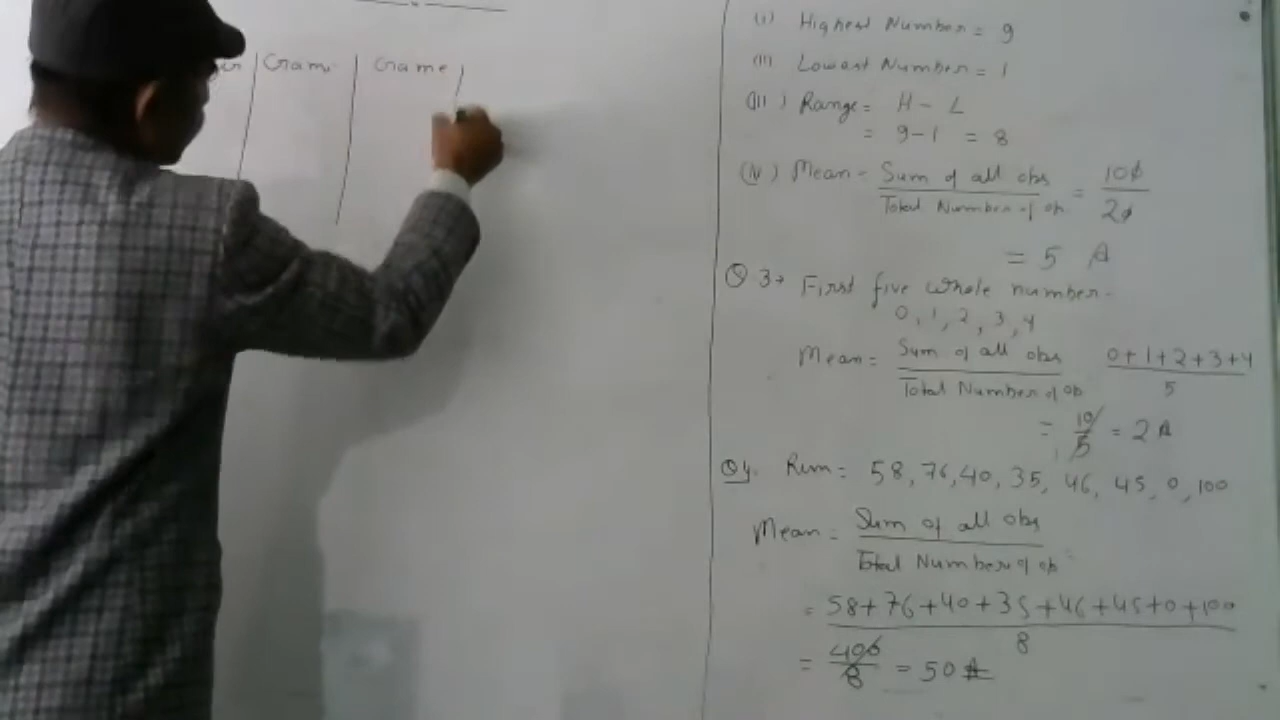 Gram. Game
(i) Highest Number = 9
(ii) Lowest Number = 1
(iii) Range = H - L
= 9-1 = 8
(iv) Mean = Sum of all obs / Total Number of ob = 100 / 20
= 5 A
Q 3→ First five whole number-
0, 1, 2, 3, 4
Mean = Sum of all obs / Total Number of ob 0+1+2+3+4 / 5
= 10/5 = 2 A
Q4. Run = 58, 76, 40, 35, 46, 45, 0, 100
Mean = Sum of all obs / Total Number of ob
= 58+76+40+35+46+45+0+100 / 8
= 400/8 = 50 A